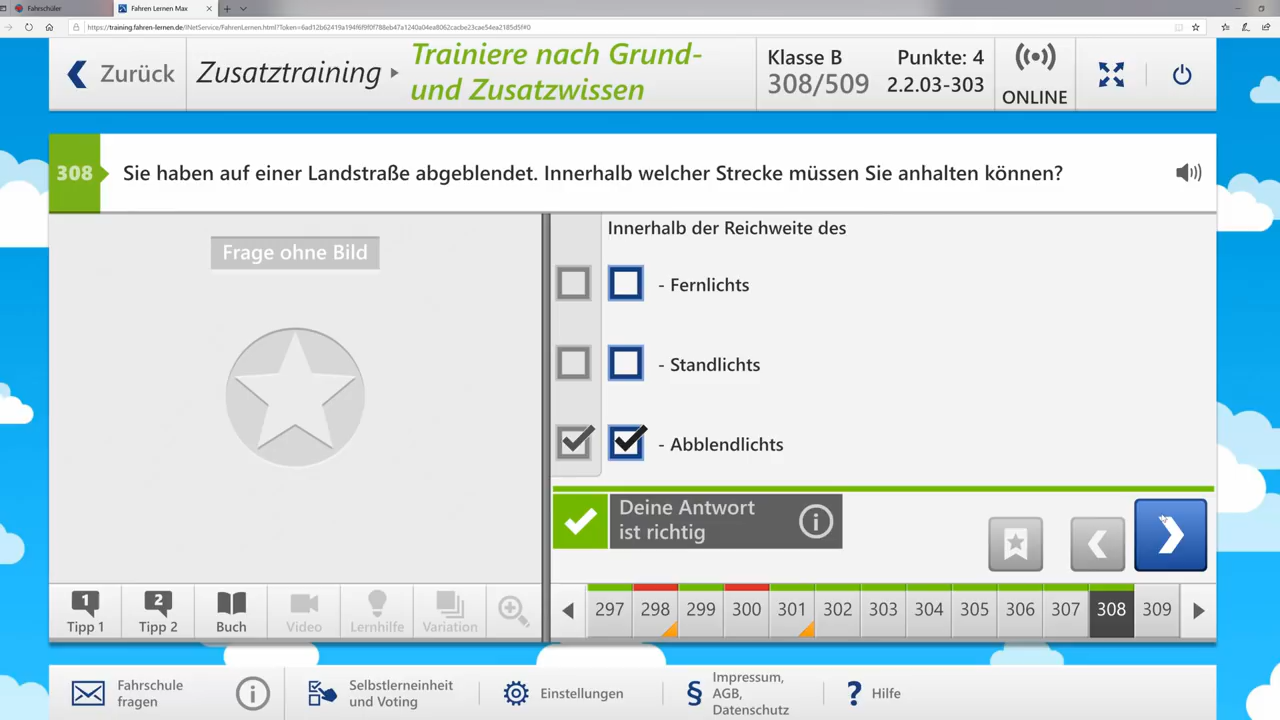 Fahrschüler
Fahren Lernen Max
Zurück
Zusatztraining
Trainiere nach Grund-
und Zusatzwissen
Klasse B
308/509
Punkte: 4
2.2.03-303
ONLINE
308
Sie haben auf einer Landstraße abgeblendet. Innerhalb welcher Strecke müssen Sie anhalten können?
Frage ohne Bild
Innerhalb der Reichweite des
- Fernlichts
- Standlichts
- Abblendlichts
Deine Antwort
ist richtig
1
Tipp 1
2
Tipp 2
Buch
Video
Lernhilfe
Variation
297 298 299 300 301 302 303 304 305 306 307 308 309
Fahrschule
fragen
Selbstlerneinheit
und Voting
Einstellungen
§
Impressum,
AGB,
Datenschutz
?
Hilfe